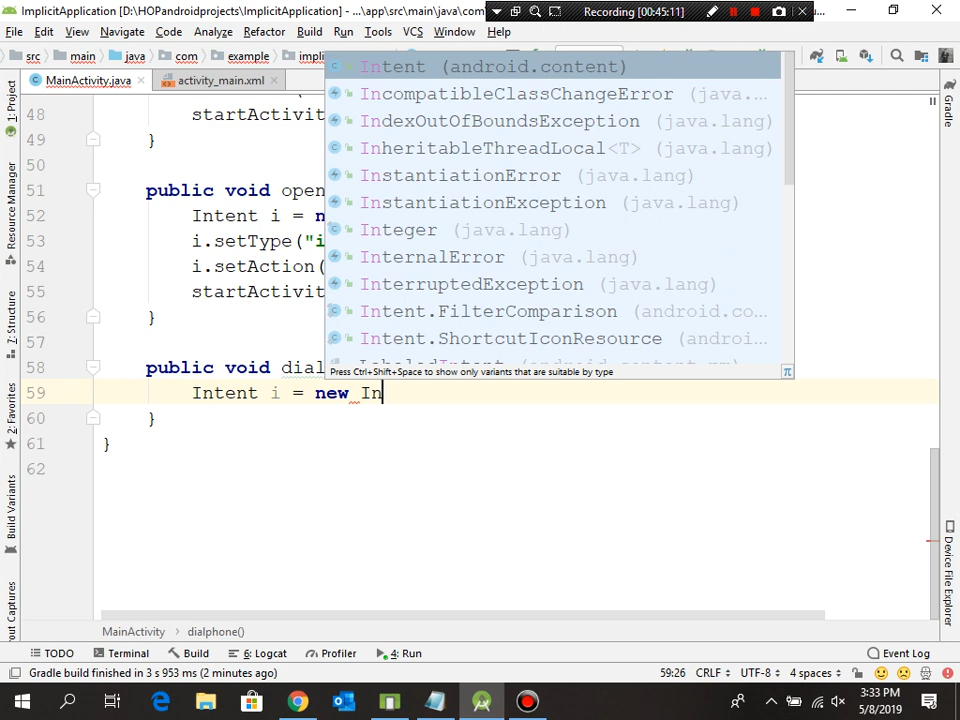 ImplicitApplication [D:\HOPandroidprojects\ImplicitApplication] - ...\app\src\main\java\com
Recording [00:45:11]
File Edit View Navigate Code Analyze Refactor Build Run Tools VCS Window Help
src main java com example impli
MainActivity.java activity_main.xml
1: Project
Resource Manager
7: Structure
2: Favorites
Build Variants
out Captures
Gradle
Device File Explorer
48 startActivit
49 }
50
51 public void open
52 Intent i = n
53 i.setType("i
54 i.setAction(
55 startActivit
56 }
57
58 public void dial
59 Intent i = new In
60 }
61 }
62
Intent (android.content)
IncompatibleClassChangeError (java....
IndexOutOfBoundsException (java.lang)
InheritableThreadLocal<T> (java.lang)
InstantiationError (java.lang)
InstantiationException (java.lang)
Integer (java.lang)
InternalError (java.lang)
InterruptedException (java.lang)
Intent.FilterComparison (android.co...
Intent.ShortcutIconResource (androi...
Press Ctrl+Shift+Space to show only variants that are suitable by type
MainActivity dialphone()
TODO Terminal Build 6: Logcat Profiler 4: Run Event Log
Gradle build finished in 3 s 953 ms (2 minutes ago) 59:26 CRLF UTF-8 4 spaces
3:33 PM
5/8/2019